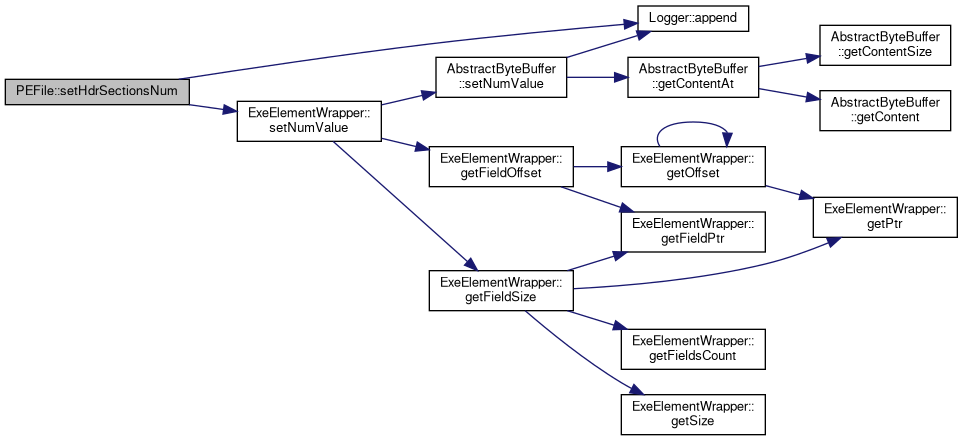 PEFile::setHdrSectionsNum
Logger::append
ExeElementWrapper::
setNumValue
AbstractByteBuffer
::setNumValue
AbstractByteBuffer
::getContentAt
AbstractByteBuffer
::getContentSize
AbstractByteBuffer
::getContent
ExeElementWrapper::
getFieldOffset
ExeElementWrapper::
getOffset
ExeElementWrapper::
getPtr
ExeElementWrapper::
getFieldPtr
ExeElementWrapper::
getFieldSize
ExeElementWrapper::
getFieldsCount
ExeElementWrapper::
getSize